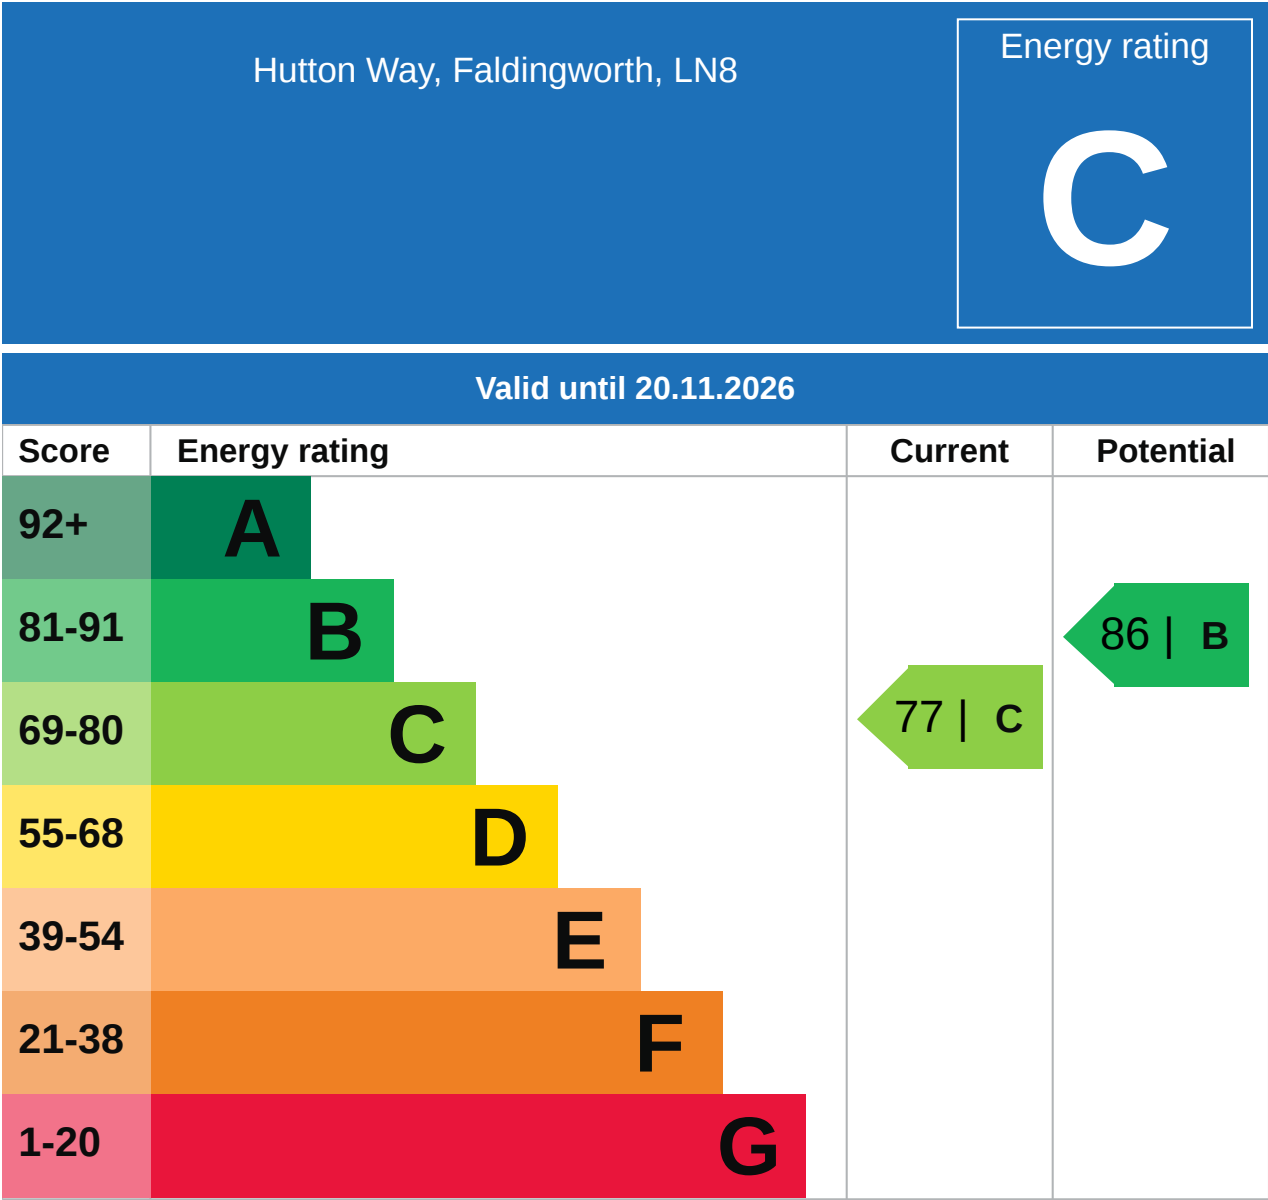 Hutton Way, Faldingworth, LN8
Energy rating
C
Valid until 20.11.2026
Score Energy rating Current Potential
92+ A
81-91 B 86 | B
69-80 C 77 | C
55-68 D
39-54 E
21-38 F
1-20 G